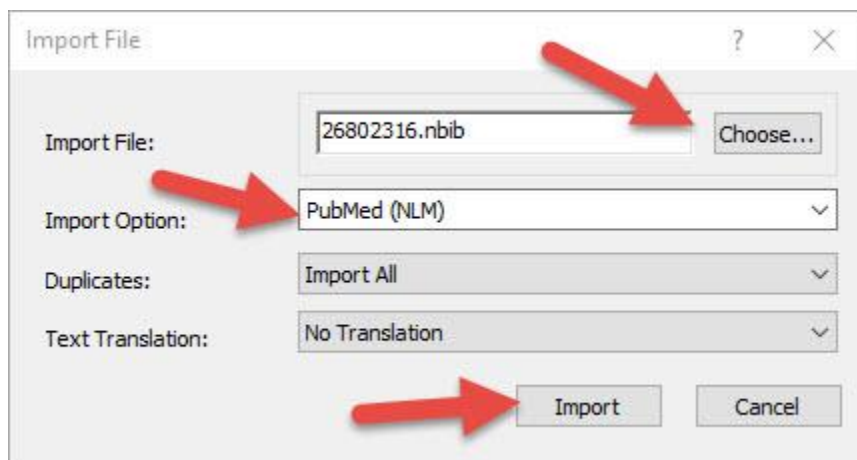 Import File ?
Import File: 26802316.nbib Choose...
Import Option: PubMed (NLM)
Duplicates: Import All
Text Translation: No Translation
Import Cancel